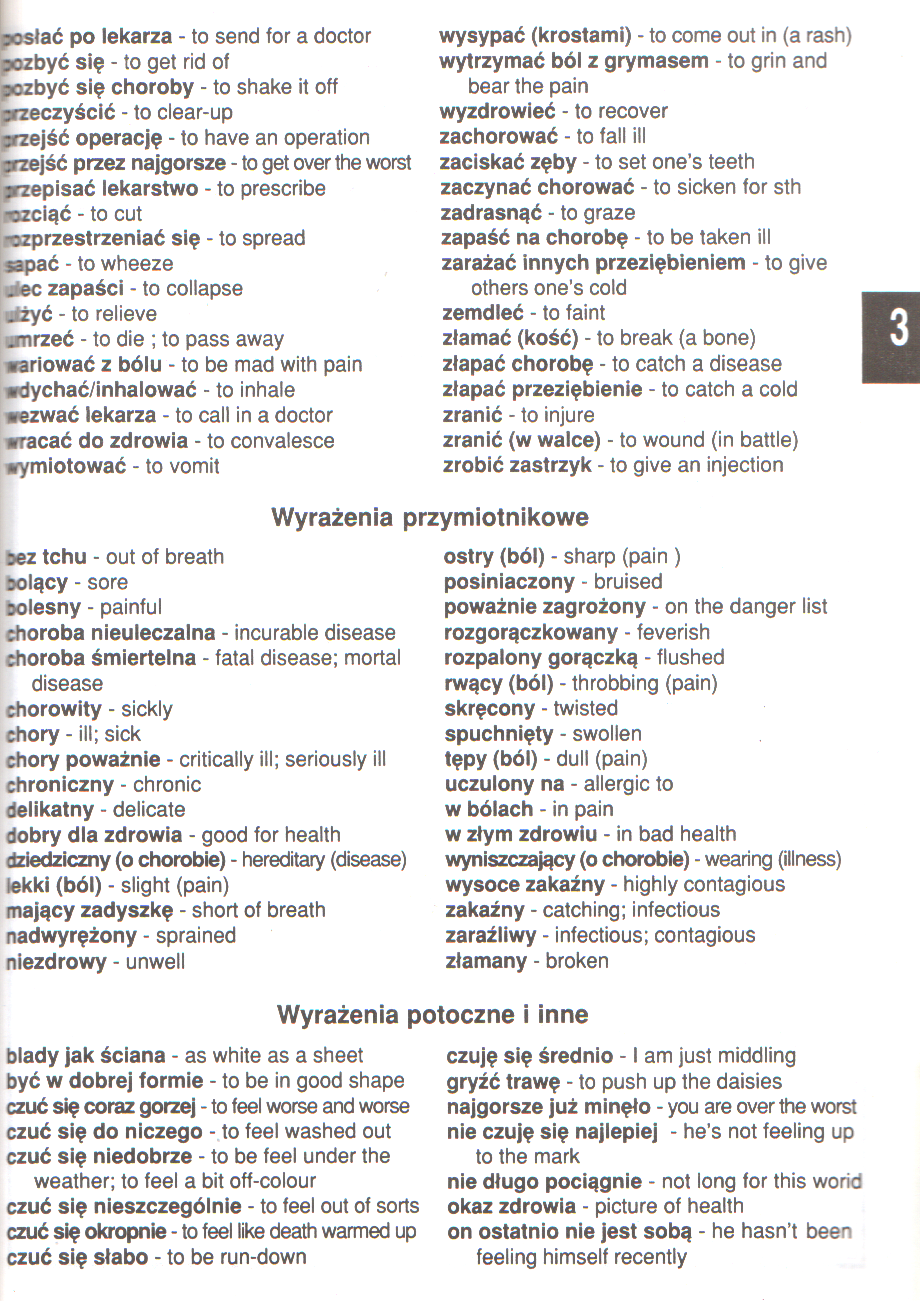 posłać po lekarza - to send for a doctor
pozbyć się - to get rid of
pozbyć się choroby - to shake it off
przeczyścić - to clear-up
przejść operację - to have an operation
przejść przez najgorsze - to get over the worst
przepisać lekarstwo - to prescribe
rozciąć - to cut
rozprzestrzeniać się - to spread
sapać - to wheeze
ulec zapaści - to collapse
ulżyć - to relieve
umrzeć - to die ; to pass away
wariować z bólu - to be mad with pain
wdychać/inhalować - to inhale
wezwać lekarza - to call in a doctor
wracać do zdrowia - to convalesce
wymiotować - to vomit
wysypać (krostami) - to come out in (a rash)
wytrzymać ból z grymasem - to grin and
bear the pain
wyzdrowieć - to recover
zachorować - to fall ill
zaciskać zęby - to set one's teeth
zaczynać chorować - to sicken for sth
zadrasnąć - to graze
zapaść na chorobę - to be taken ill
zarażać innych przeziębieniem - to give
others one's cold
zemdleć - to faint
złamać (kość) - to break (a bone)
złapać chorobę - to catch a disease
złapać przeziębienie - to catch a cold
zranić - to injure
zranić (w walce) - to wound (in battle)
zrobić zastrzyk - to give an injection
3
Wyrażenia przymiotnikowe
bez tchu - out of breath
bolący - sore
bolesny - painful
choroba nieuleczalna - incurable disease
choroba śmiertelna - fatal disease; mortal
disease
chorowity - sickly
chory - ill; sick
chory poważnie - critically ill; seriously ill
chroniczny - chronic
delikatny - delicate
dobry dla zdrowia - good for health
dziedziczny (o chorobie) - hereditary (disease)
lekki (ból) - slight (pain)
mający zadyszkę - short of breath
nadwyrężony - sprained
niezdrowy - unwell
ostry (ból) - sharp (pain )
posiniaczony - bruised
poważnie zagrożony - on the danger list
rozgorączkowany - feverish
rozpalony gorączką - flushed
rwący (ból) - throbbing (pain)
skręcony - twisted
spuchnięty - swollen
tępy (ból) - dull (pain)
uczulony na - allergic to
w bólach - in pain
w złym zdrowiu - in bad health
wyniszczający (o chorobie) - wearing (illness)
wysoce zakaźny - highly contagious
zakaźny - catching; infectious
zaraźliwy - infectious; contagious
złamany - broken
Wyrażenia potoczne i inne
blady jak ściana - as white as a sheet
być w dobrej formie - to be in good shape
czuć się coraz gorzej - to feel worse and worse
czuć się do niczego - to feel washed out
czuć się niedobrze - to be feel under the
weather; to feel a bit off-colour
czuć się nieszczególnie - to feel out of sorts
czuć się okropnie - to feel like death warmed up
czuć się słabo - to be run-down
czuję się średnio - I am just middling
gryźć trawę - to push up the daisies
najgorsze już minęło - you are over the worst
nie czuję się najlepiej - he's not feeling up
to the mark
nie długo pociągnie - not long for this world
okaz zdrowia - picture of health
on ostatnio nie jest sobą - he hasn't been
feeling himself recently